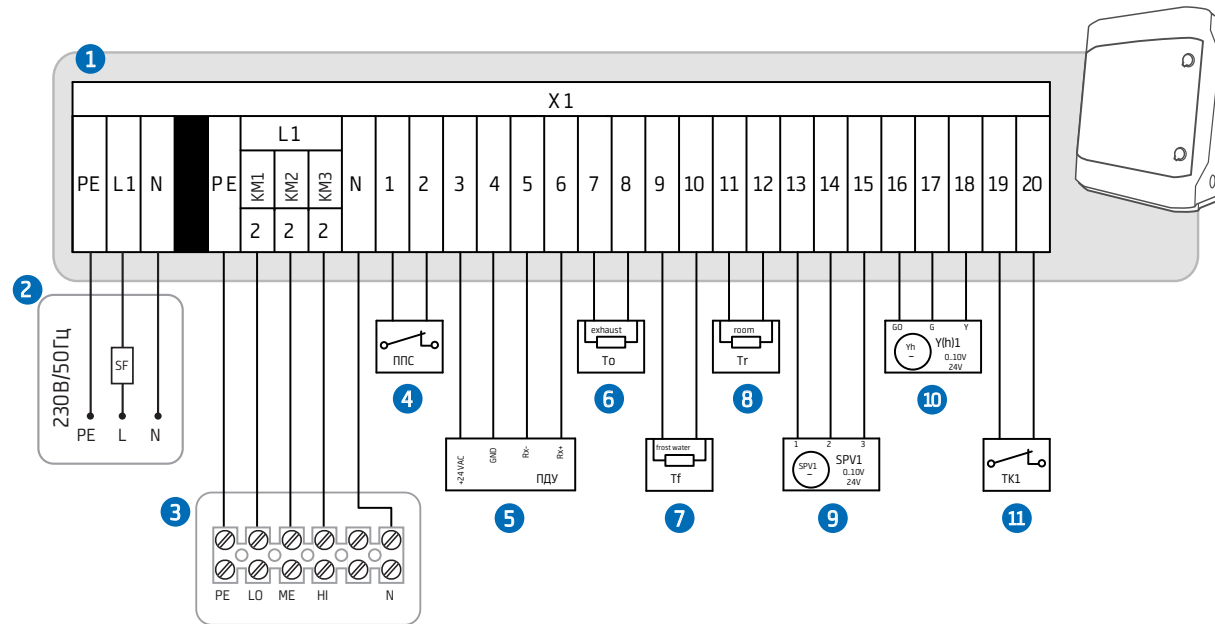 1
X1
L1
PE L1 N PE KM1 KM2 KM3 N 1 2 3 4 5 6 7 8 9 10 11 12 13 14 15 16 17 18 19 20
2 2 2
2
230В/50Гц
SF
PE L N
3
PE LO ME HI N
ППС
4
+24 VAC GND Rx- Rx+
ПДУ
5
exhaust
To
6
frost water
Tf
7
room
Tr
8
1 2 3
SPV1
~
SPV1
0..10V
24V
9
G0 G Y
Yh
~
Y(h)1
0..10V
24V
10
TK1
11